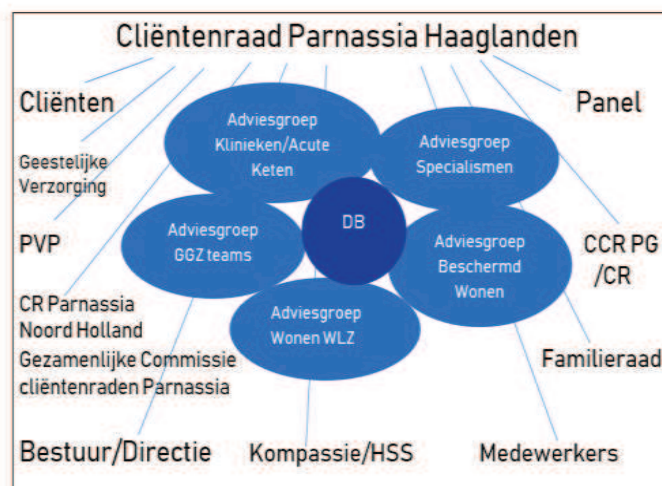 Cliëntenraad Parnassia Haaglanden
Cliënten
Panel
Adviesgroep
Klinieken/Acute
Keten
Adviesgroep
Specialismen
Geestelijke
Verzorging
DB
PVP
Adviesgroep
GGZ teams
Adviesgroep
Beschermd
Wonen
CCR PG
/CR
CR Parnassia
Noord Holland
Adviesgroep
Wonen WLZ
Gezamenlijke Commissie
cliëntenraden Parnassia
Familieraad
Bestuur/Directie
Kompassie/HSS
Medewerkers